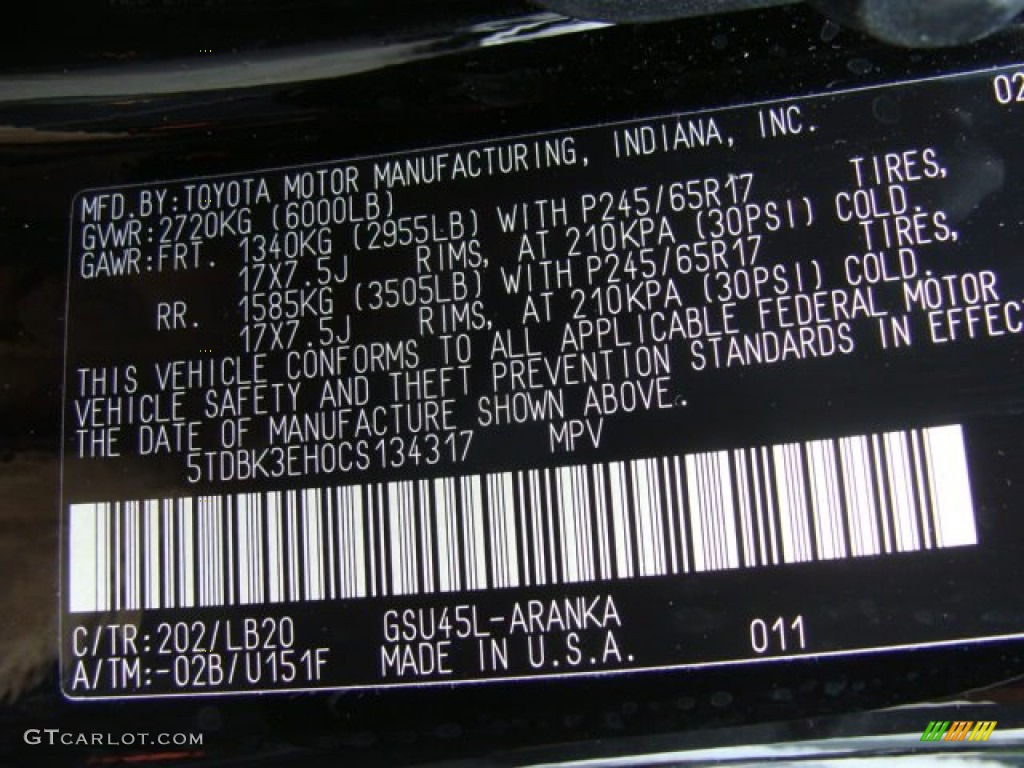 02
MFD.BY:TOYOTA MOTOR MANUFACTURING, INDIANA, INC.
GVWR:2720KG (6000LB)
GAWR:FRT. 1340KG (2955LB) WITH P245/65R17 TIRES,
17X7.5J RIMS, AT 210KPA (30PSI) COLD.
RR. 1585KG (3505LB) WITH P245/65R17 TIRES,
17X7.5J RIMS, AT 210KPA (30PSI) COLD.
THIS VEHICLE CONFORMS TO ALL APPLICABLE FEDERAL MOTOR
VEHICLE SAFETY AND THEFT PREVENTION STANDARDS IN EFFEC
THE DATE OF MANUFACTURE SHOWN ABOVE.
5TDBK3EH0CS134317 MPV
C/TR:202/LB20 GSU45L-ARANKA
A/TM:-02B/U151F MADE IN U.S.A. 011
GTCARLOT.COM